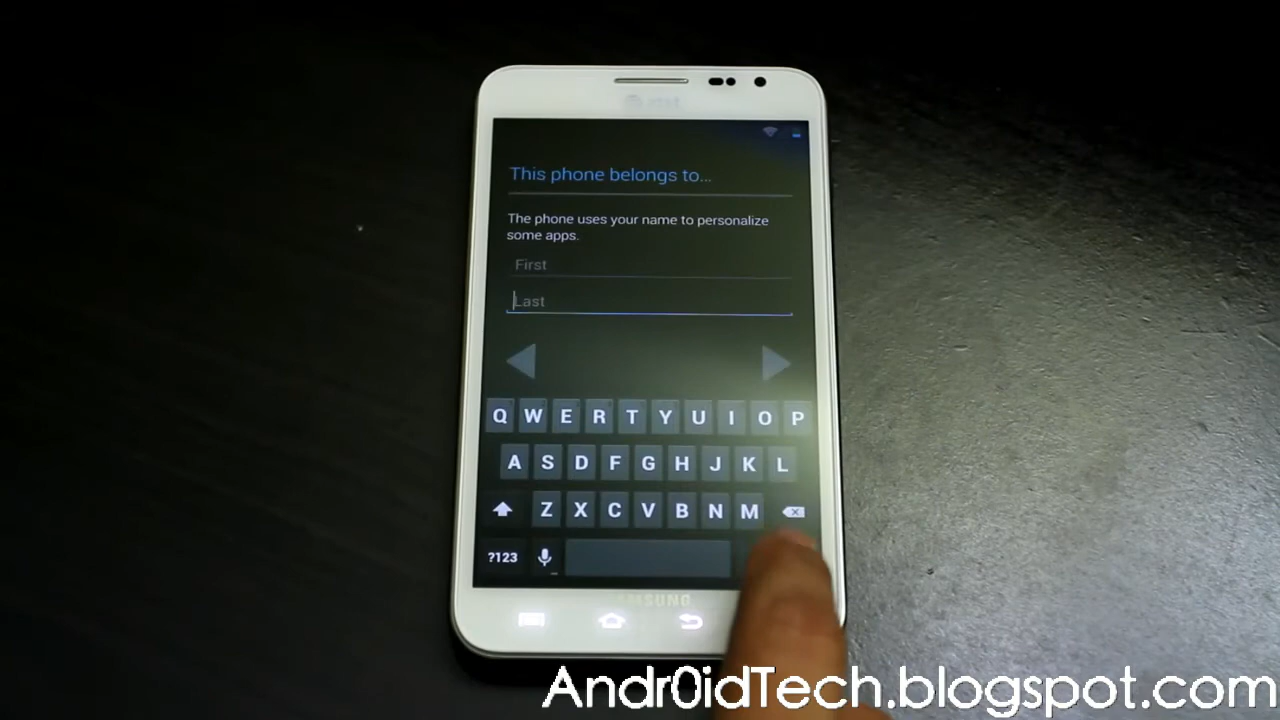 at&t
This phone belongs to...
The phone uses your name to personalize
some apps.
First
Last
Q W E R T Y U I O P
A S D F G H J K L
Z X C V B N M
?123
SAMSUNG
Andr0idTech.blogspot.com